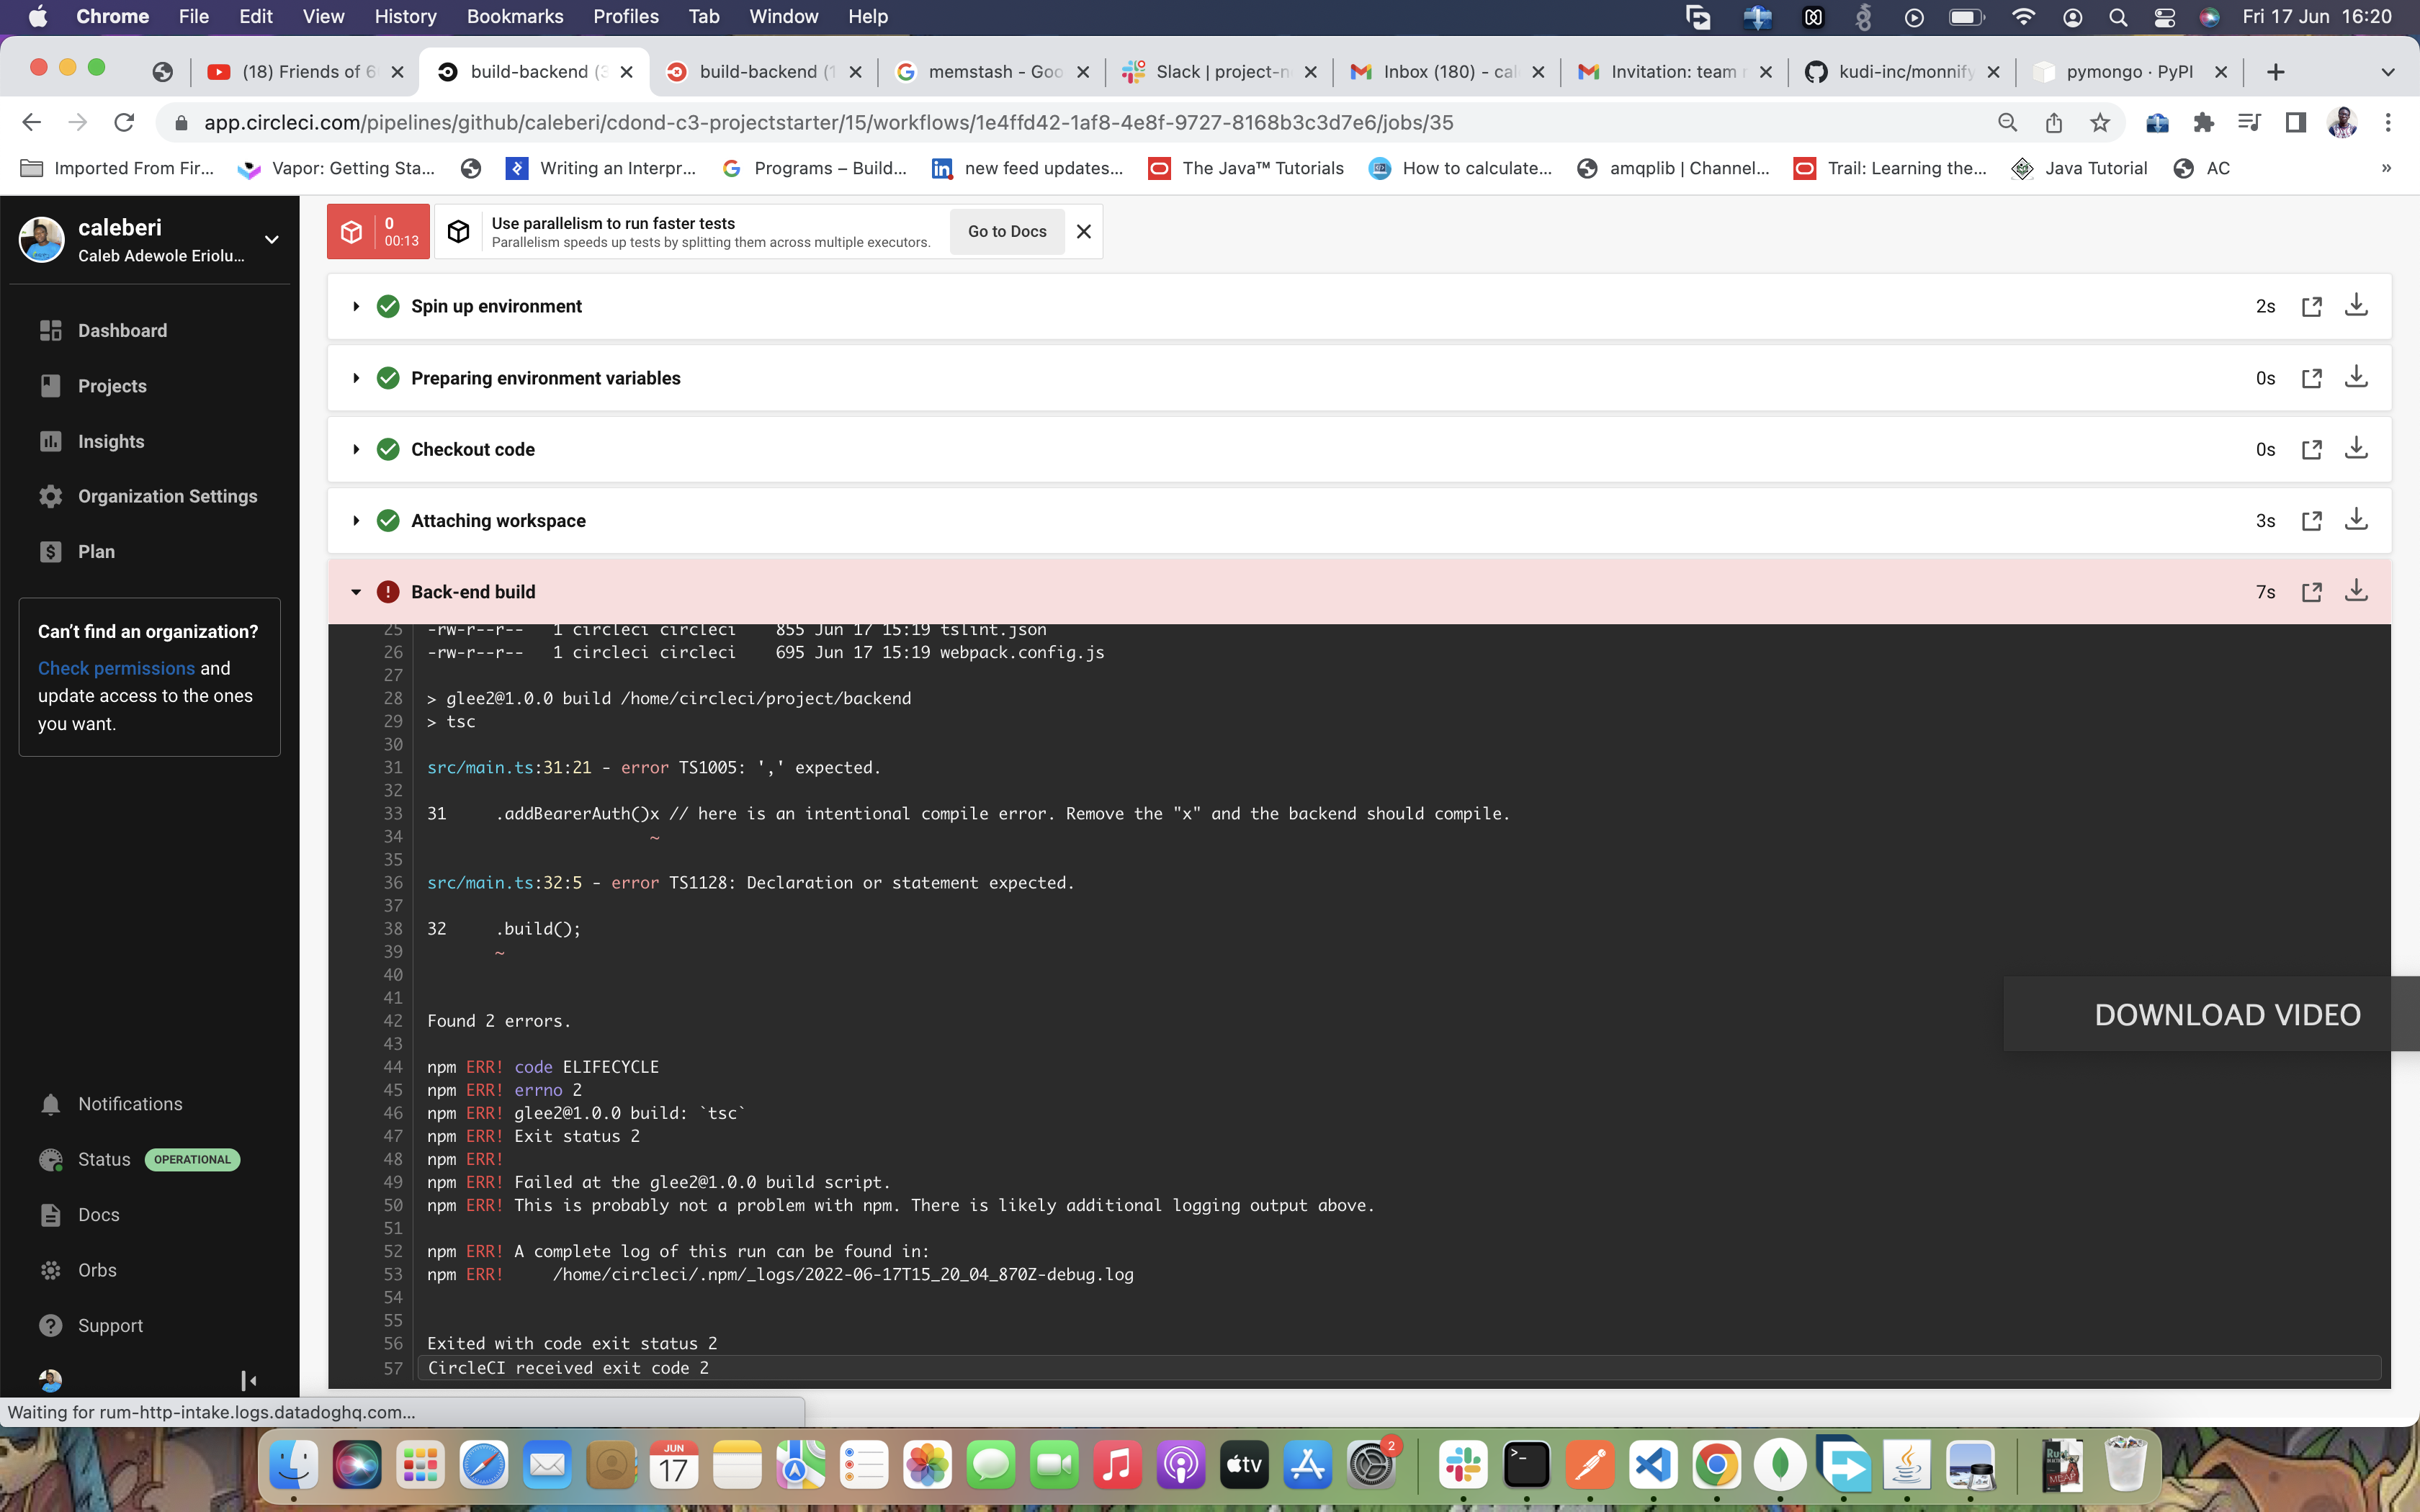 Chrome File Edit View History Bookmarks Profiles Tab Window Help Fri 17 Jun 16:20
(18) Friends of 6 build-backend (3 build-backend (1 memstash - Goo Slack | project-n Inbox (180) - cal Invitation: team r kudi-inc/monnify pymongo · PyPI
app.circleci.com/pipelines/github/caleberi/cdond-c3-projectstarter/15/workflows/1e4ffd42-1af8-4e8f-9727-8168b3c3d7e6/jobs/35
Imported From Fir... Vapor: Getting Sta... Writing an Interpr... Programs – Build... new feed updates... The Java™ Tutorials How to calculate... amqplib | Channel... Trail: Learning the... Java Tutorial AC »
caleberi
Caleb Adewole Eriolu...
Dashboard
Projects
Insights
Organization Settings
Plan
Can't find an organization?
Check permissions and
update access to the ones
you want.
Notifications
Status OPERATIONAL
Docs
Orbs
Support
0
00:13
Use parallelism to run faster tests
Parallelism speeds up tests by splitting them across multiple executors.
Go to Docs
Spin up environment 2s
Preparing environment variables 0s
Checkout code 0s
Attaching workspace 3s
Back-end build 7s
25 -rw-r--r-- 1 circleci circleci 855 Jun 17 15:19 tslint.json
26 -rw-r--r-- 1 circleci circleci 695 Jun 17 15:19 webpack.config.js
27
28 > glee2@1.0.0 build /home/circleci/project/backend
29 > tsc
30
31 src/main.ts:31:21 - error TS1005: ',' expected.
32
33 31 .addBearerAuth()x // here is an intentional compile error. Remove the "x" and the backend should compile.
34 ~
35
36 src/main.ts:32:5 - error TS1128: Declaration or statement expected.
37
38 32 .build();
39 ~
40
41
42 Found 2 errors.
43
44 npm ERR! code ELIFECYCLE
45 npm ERR! errno 2
46 npm ERR! glee2@1.0.0 build: `tsc`
47 npm ERR! Exit status 2
48 npm ERR!
49 npm ERR! Failed at the glee2@1.0.0 build script.
50 npm ERR! This is probably not a problem with npm. There is likely additional logging output above.
51
52 npm ERR! A complete log of this run can be found in:
53 npm ERR! /home/circleci/.npm/_logs/2022-06-17T15_20_04_870Z-debug.log
54
55
56 Exited with code exit status 2
57 CircleCI received exit code 2
DOWNLOAD VIDEO
Waiting for rum-http-intake.logs.datadoghq.com...
JUN
17
tv
2